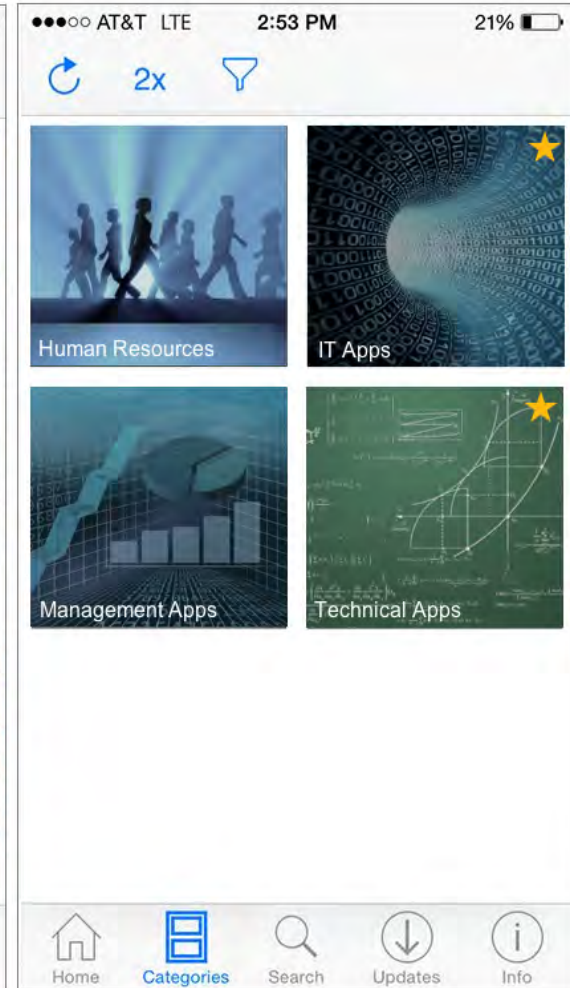 AT&T LTE 2:53 PM 21%
2x
Human Resources IT Apps
Management Apps Technical Apps
Home Categories Search Updates Info